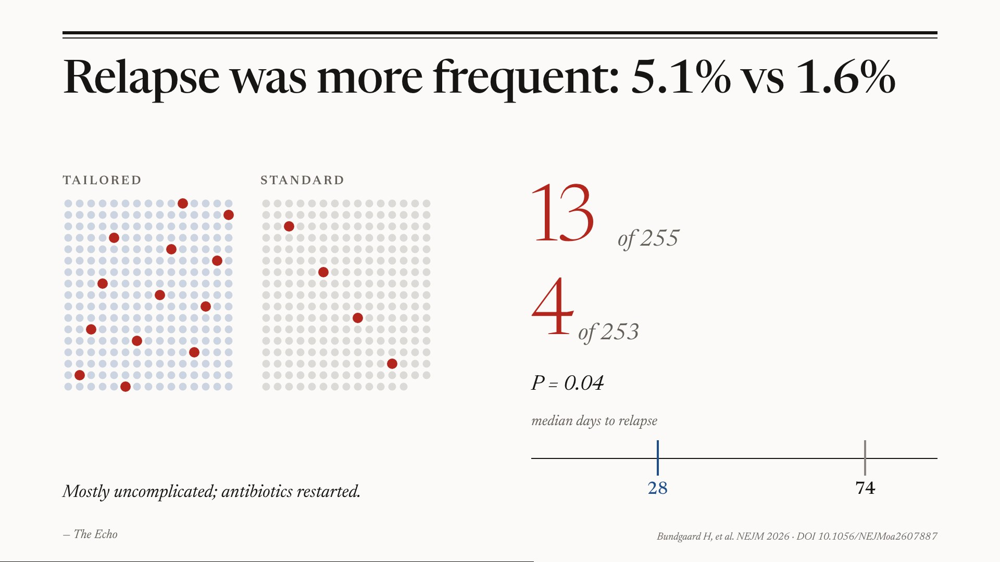 Relapse was more frequent: 5.1% vs 1.6%
TAILORED
STANDARD
13 of 255
4 of 253
P = 0.04
median days to relapse
28
74
Mostly uncomplicated; antibiotics restarted.
– The Echo
Bundgaard H, et al. NEJM 2026 · DOI 10.1056/NEJMoa2607887